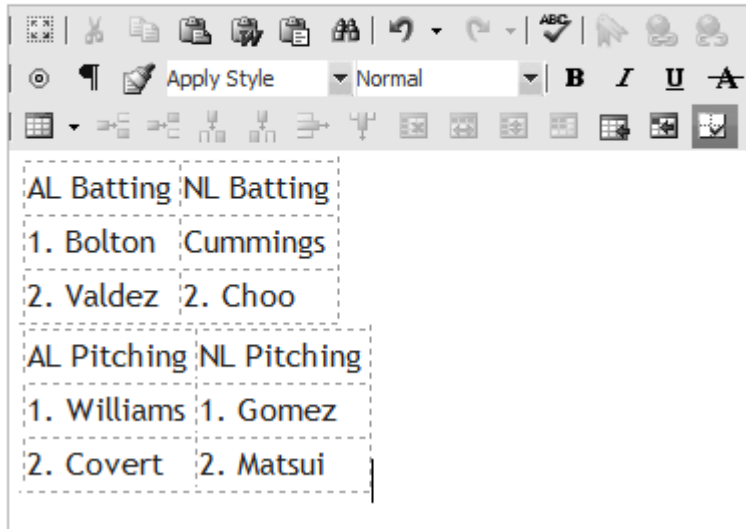 ABC
Apply Style Normal B I U A
AL Batting NL Batting
1. Bolton Cummings
2. Valdez 2. Choo
AL Pitching NL Pitching
1. Williams 1. Gomez
2. Covert 2. Matsui